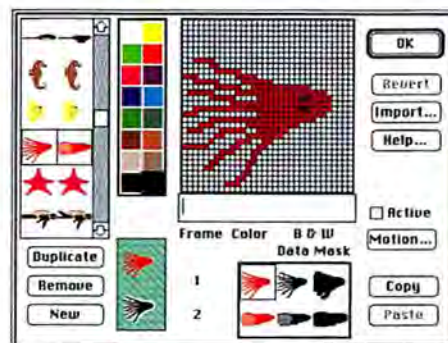 OK
Revert
Import...
Help...
Active
Frame Color B & W
Data Mask
Motion...
Duplicate
Remove
New
1
2
Copy
Paste